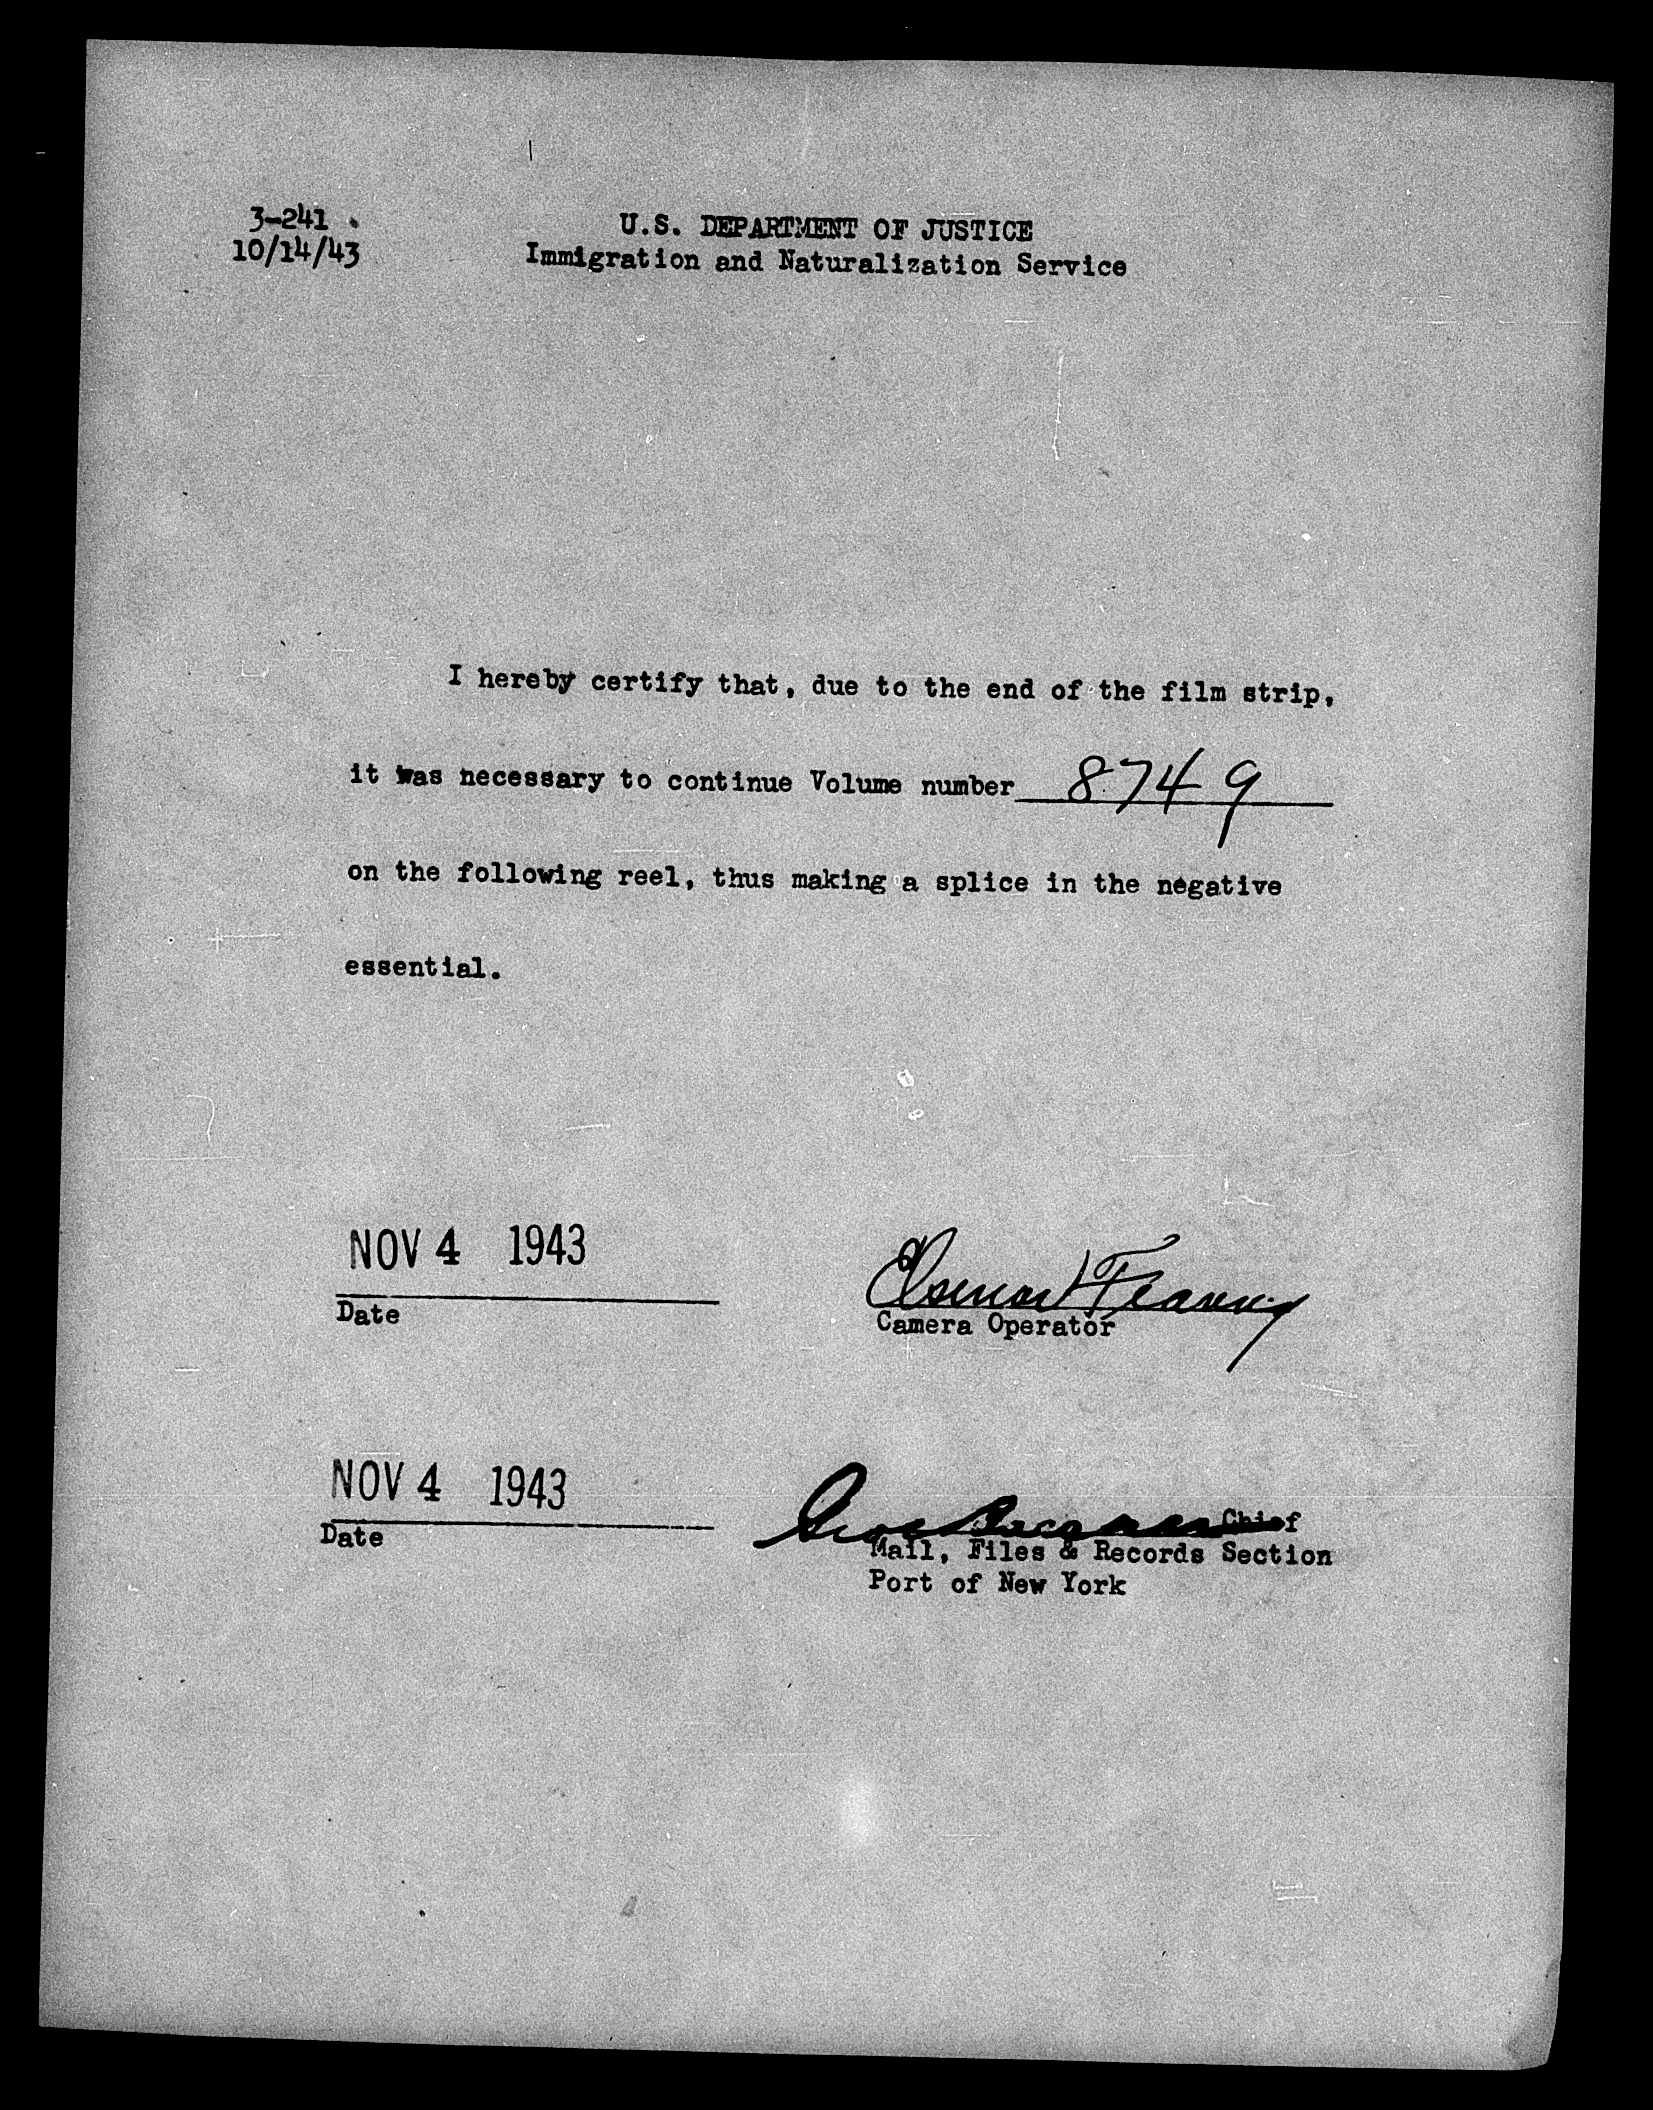 3-241
10/14/43
U.S. DEPARTMENT OF JUSTICE
Immigration and Naturalization Service
I hereby certify that, due to the end of the film strip,
it was necessary to continue Volume number 8749
on the following reel, thus making a splice in the negative
essential.
NOV 4 1943
Date
Camera Operator
NOV 4 1943
Date
Chief
Mail, Files & Records Section
Port of New York